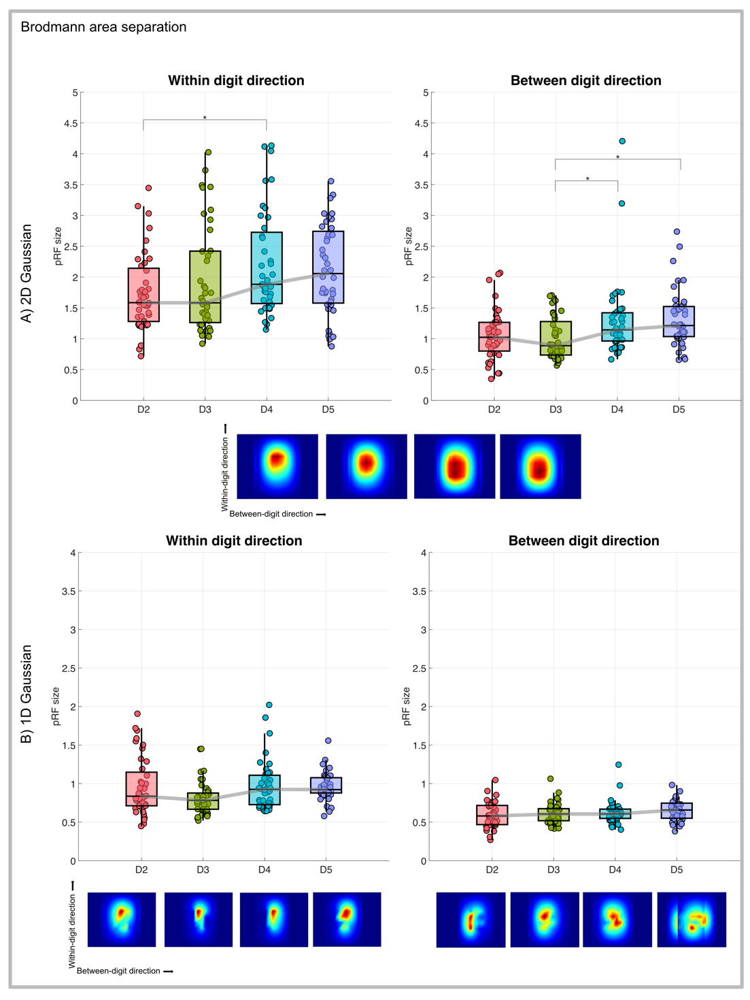 Brodmann area separation
A) 2D Gaussian
Within digit direction
pRF size
5
4.5
4
3.5
3
2.5
2
1.5
1
0.5
0
*
D2 D3 D4 D5
Between digit direction
pRF size
5
4.5
4
3.5
3
2.5
2
1.5
1
0.5
0
*
*
D2 D3 D4 D5
Within-digit direction
Between-digit direction
B) 1D Gaussian
Within digit direction
pRF size
4
3.5
3
2.5
2
1.5
1
0.5
0
D2 D3 D4 D5
Between digit direction
pRF size
4
3.5
3
2.5
2
1.5
1
0.5
0
D2 D3 D4 D5
Within-digit direction
Between-digit direction